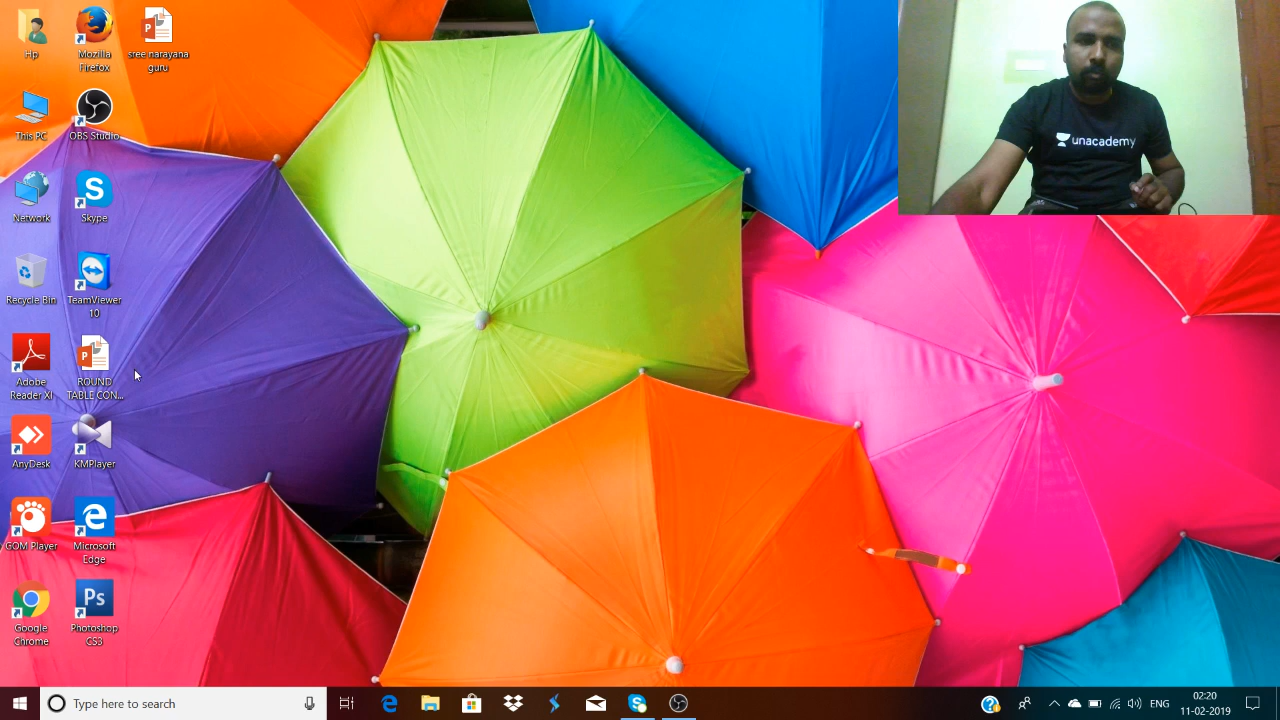 Hp
Mozilla
Firefox
sree narayana
guru
This PC
OBS Studio
Network
Skype
Recycle Bin
TeamViewer
10
Adobe
Reader XI
ROUND
TABLE CON...
AnyDesk
KMPlayer
GOM Player
Microsoft
Edge
Google
Chrome
Ps
Photoshop
CS3
unacademy
Type here to search
ENG
02:20
11-02-2019